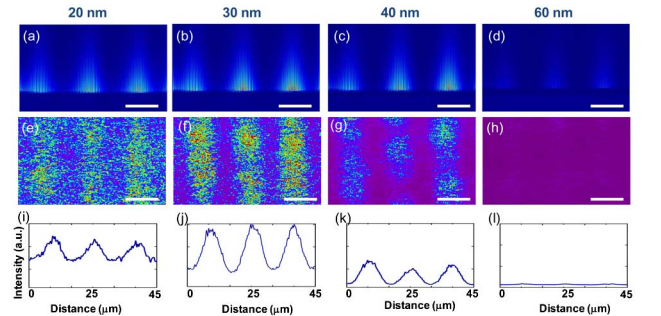 20 nm 30 nm 40 nm 60 nm
(a) (b) (c) (d)
(e) (f) (g) (h)
(i) (j) (k) (l)
Intensity (a.u.)
0 25 45 0 25 45 0 25 45 0 25 45
Distance (μm) Distance (μm) Distance (μm) Distance (μm)